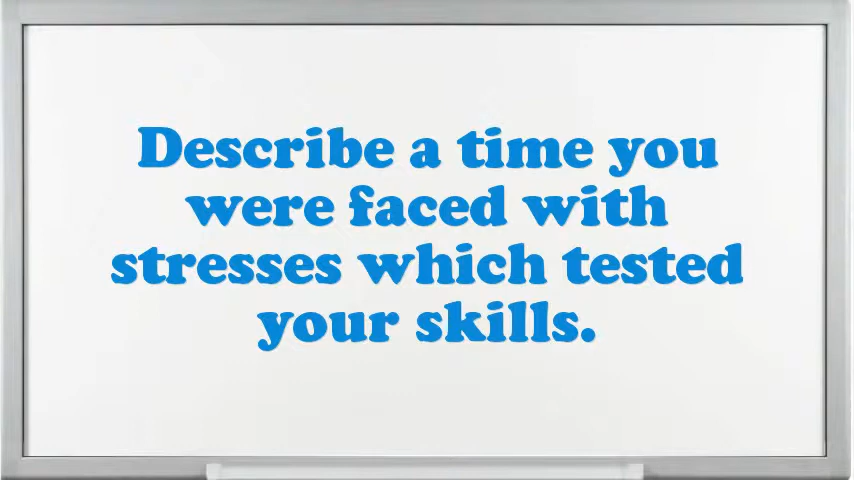 Describe a time you
were faced with
stresses which tested
your skills.